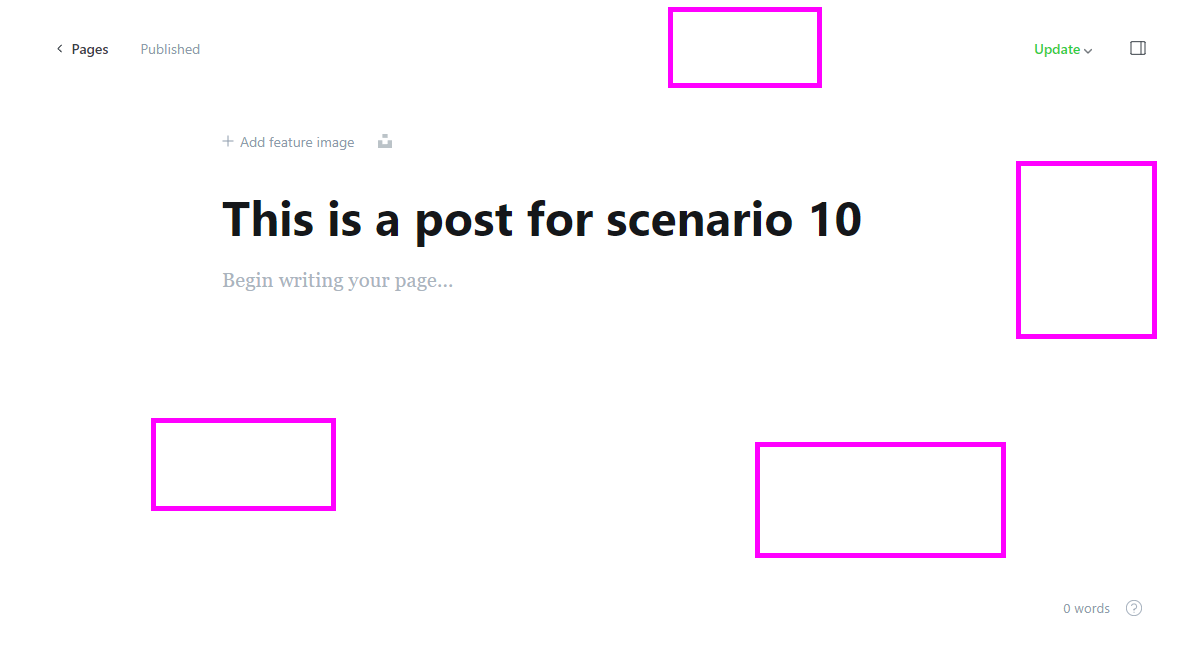 Pages Published Update
Add feature image
This is a post for scenario 10
Begin writing your page...
0 words